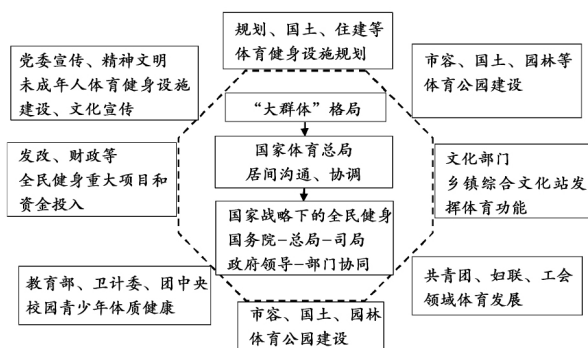 规划、国土、住建等
体育健身设施规划
党委宣传、精神文明
未成年人体育健身设施
建设、文化宣传
市容、国土、园林等
体育公园建设
“大群体”格局
国家体育总局
居间沟通、协调
发改、财政等
全民健身重大项目和
资金投入
文化部门
乡镇综合文化站发
挥体育功能
国家战略下的全民健身
国务院-总局-司局
政府领导-部门协同
教育部、卫计委、团中央
校园青少年体质健康
共青团、妇联、工会
领域体育发展
市容、国土、园林
体育公园建设